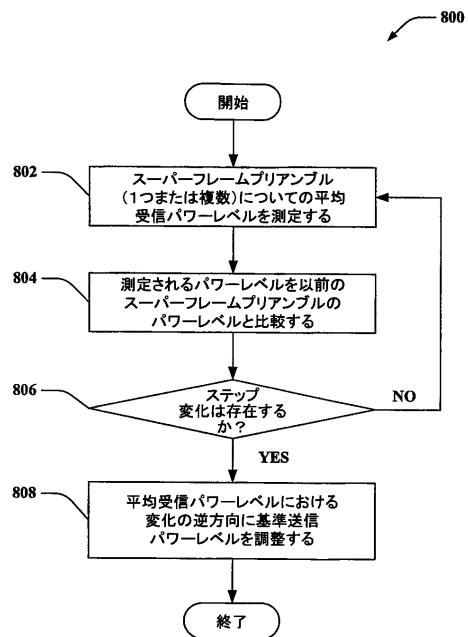 800
開始
802
スーパーフレームプリアンブル
(1つまたは複数)についての平均
受信パワーレベルを測定する
804
測定されるパワーレベルを以前の
スーパーフレームプリアンブルの
パワーレベルと比較する
806
ステップ
変化は存在する
か?
NO
YES
808
平均受信パワーレベルにおける
変化の逆方向に基準送信
パワーレベルを調整する
終了